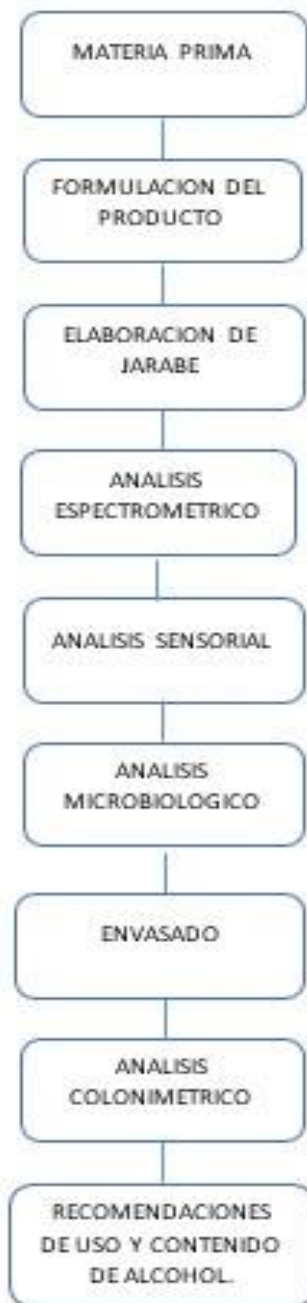 MATERIA PRIMA
FORMULACION DEL
PRODUCTO
ELABORACION DE
JARABE
ANALISIS
ESPECTROMETRICO
ANALISIS SENSORIAL
ANALISIS
MICROBIOLOGICO
ENVASADO
ANALISIS
COLONIMETRICO
RECOMENDACIONES
DE USO Y CONTENIDO
DE ALCOHOL.